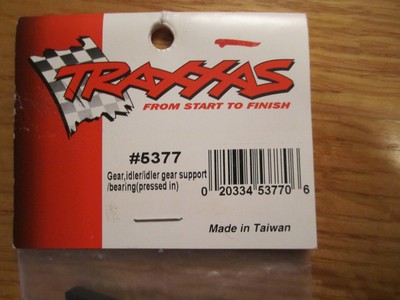 TRAXXAS
FROM START TO FINISH
#5377
Gear,idler/idler gear support
/bearing(pressed in)
0 20334 53770 6
Made in Taiwan